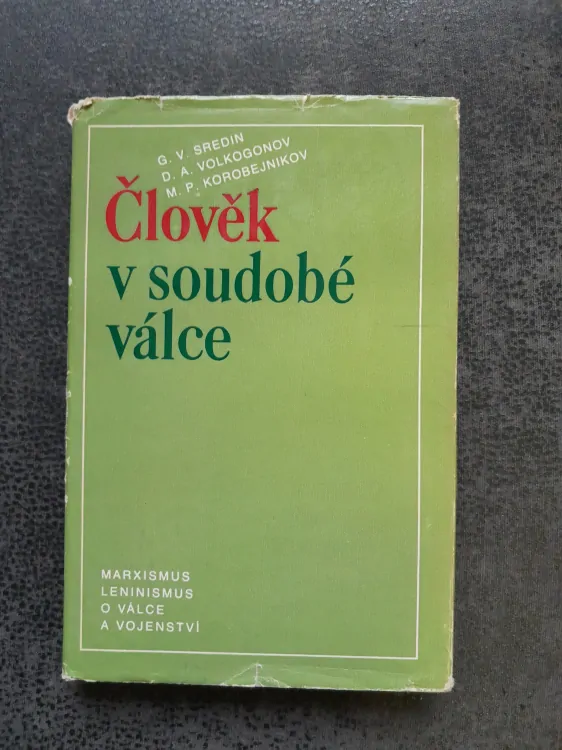 G. V. SREDIN
D. A. VOLKOGONOV
M. P. KOROBEJNIKOV
Člověk
v soudobé
válce
MARXISMUS
LENINISMUS
O VÁLCE
A VOJENSTVÍ